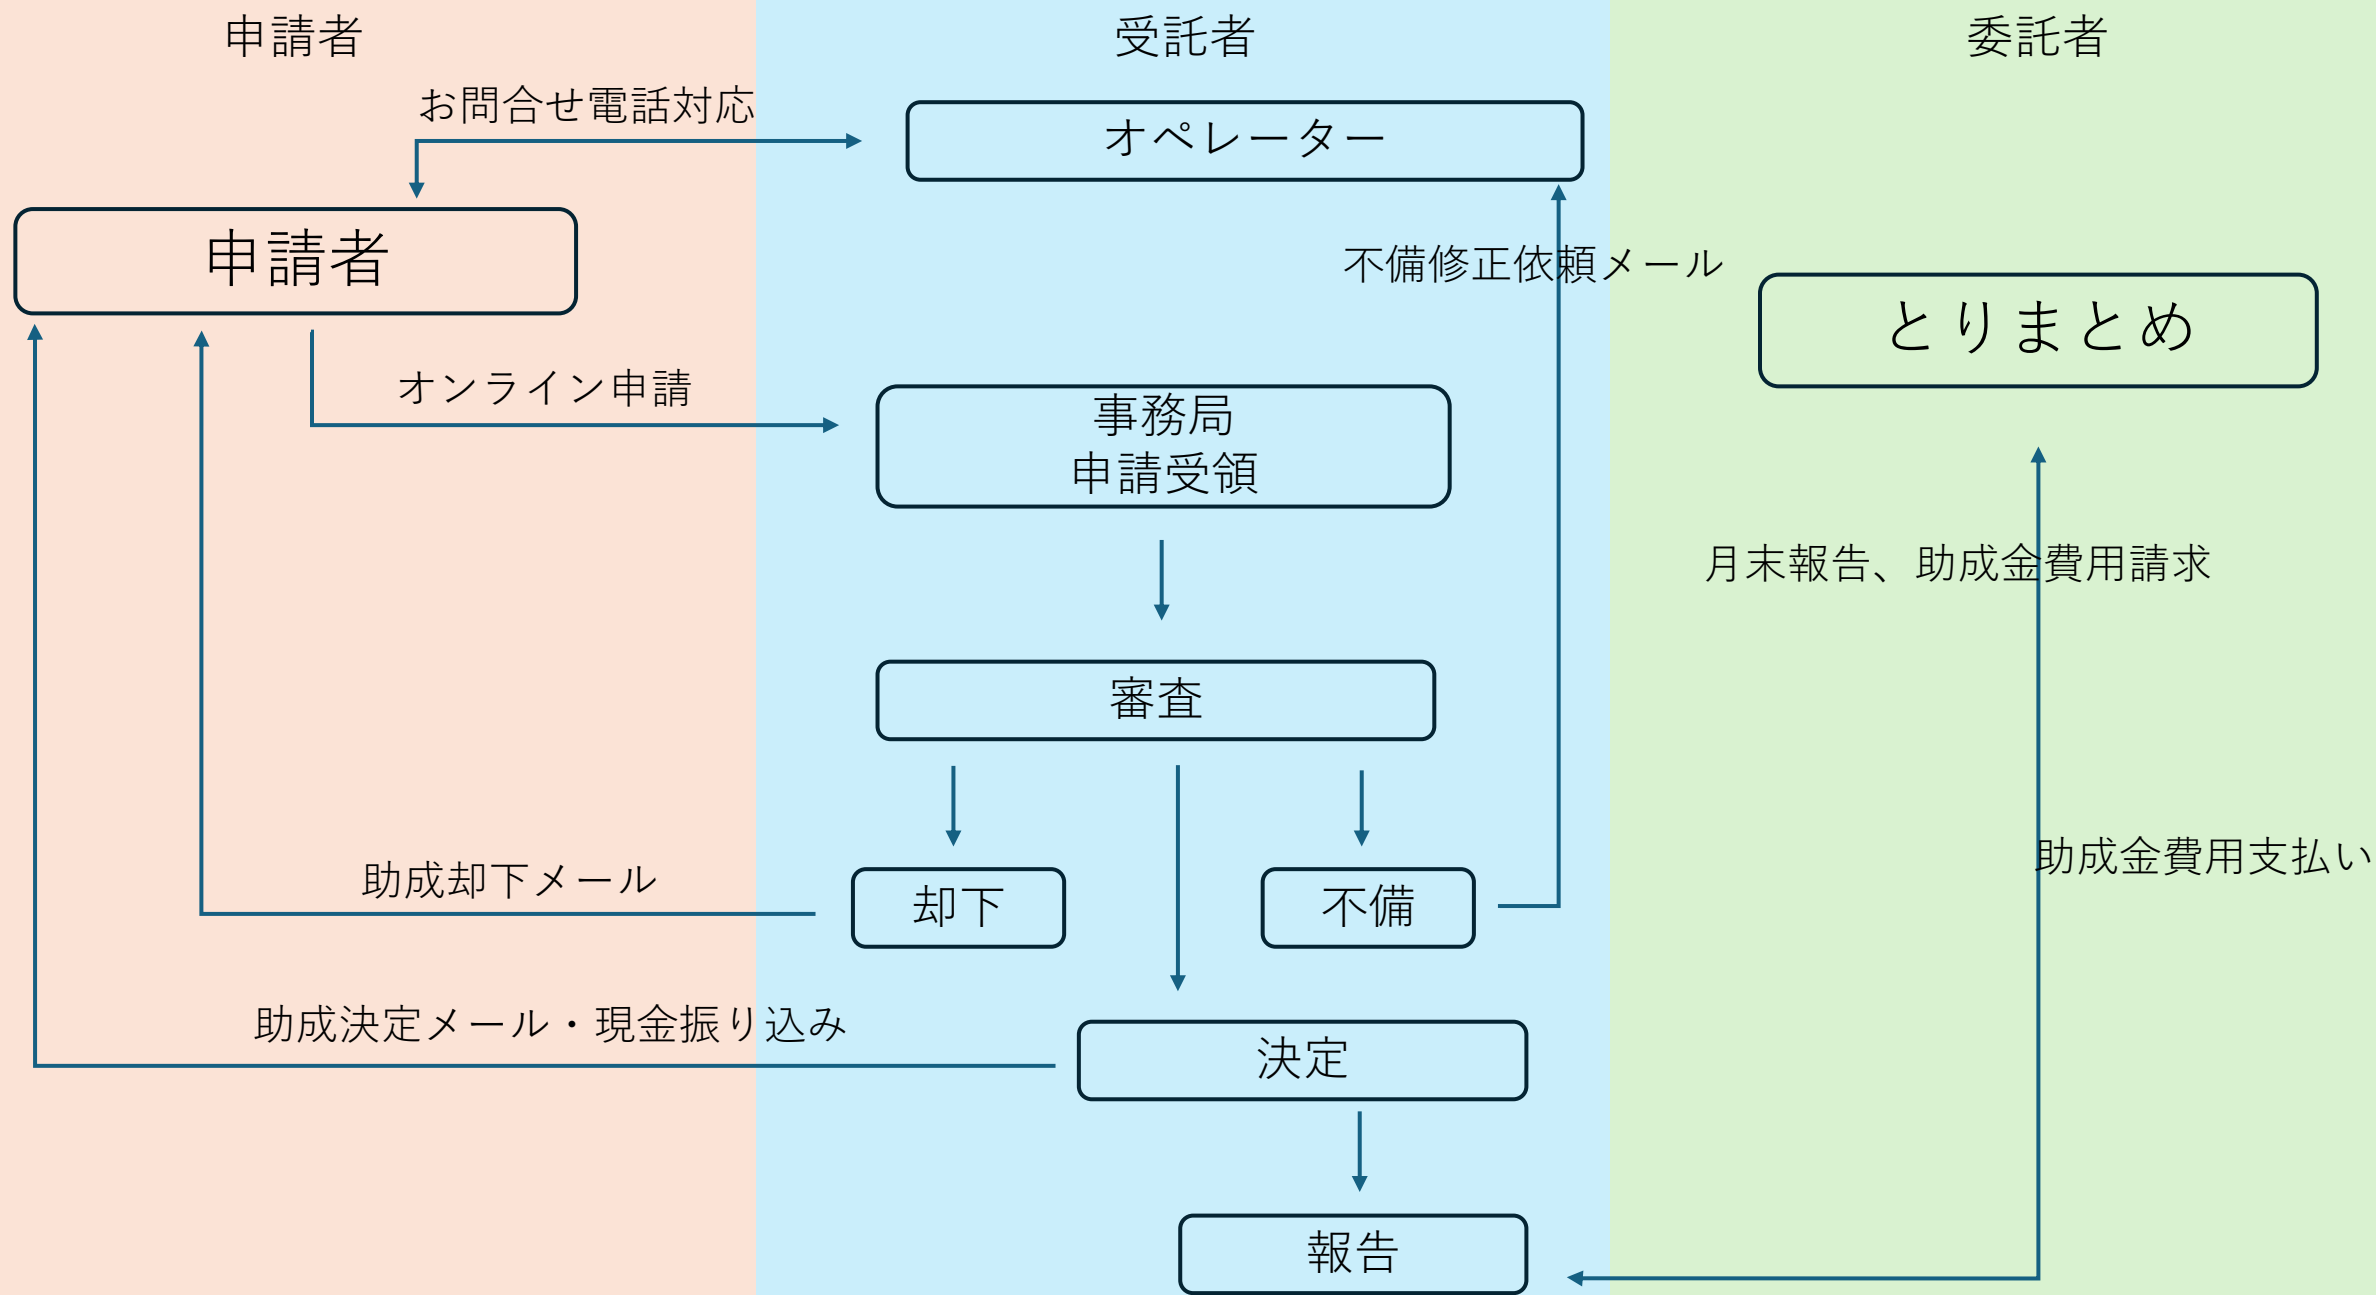 申請者
受託者
委託者
お問合せ電話対応
オペレーター
申請者
不備修正依頼メール
とりまとめ
オンライン申請
事務局
申請受領
月末報告、助成金費用請求
審査
助成金費用支払い
助成却下メール
却下
不備
助成決定メール・現金振り込み
決定
報告